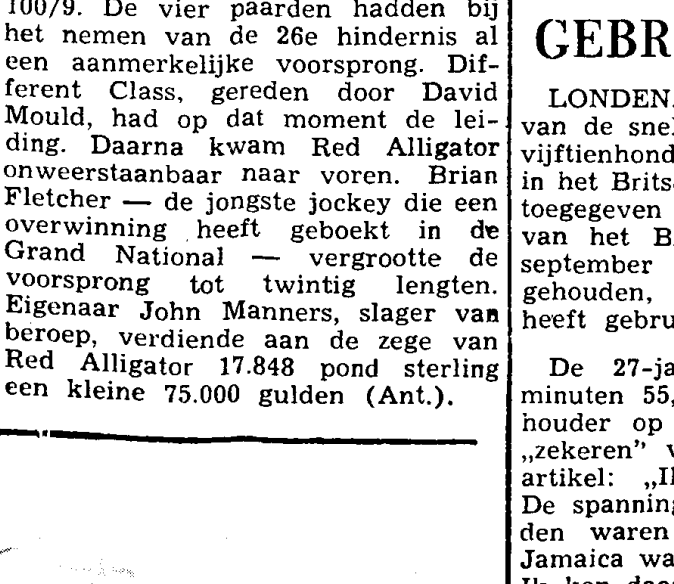 100/9. De vier paarden hadden bij
het nemen van de 26e hindernis al
een aanmerkelijke voorsprong. Dif-
ferent Class, gereden door David
Mould, had op dat moment de lei-
ding. Daarna kwam Red Alligator
onweerstaanbaar naar voren. Brian
Fletcher — de jongste jockey die een
overwinning heeft geboekt in de
Grand National — vergrootte de
voorsprong tot twintig lengten.
Eigenaar John Manners, slager van
beroep, verdiende aan de zege van
Red Alligator 17.848 pond sterling
een kleine 75.000 gulden (Ant.).
GEBR
LONDEN.
van de snel
vijftienhond
in het Brits
toegegeven
van het B
september
gehouden,
heeft gebru
De 27-ja
minuten 55,
houder op
„zekeren” v
artikel: „Il
De spanning
den waren
Jamaica wa